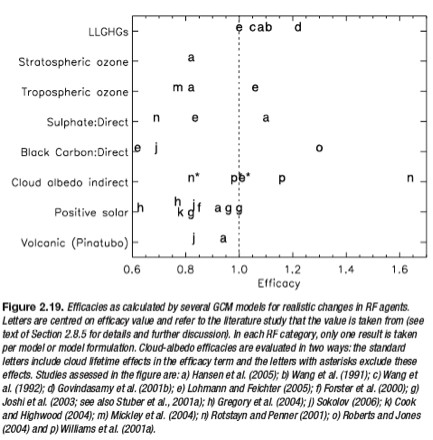 LLGHGs e c a b d
Stratospheric ozone a
Tropospheric ozone m a e
Sulphate:Direct n e a
Black Carbon:Direct e j o
Cloud albedo indirect n* p e* p n
Positive solar h h k j g f a g g
Volcanic (Pinatubo) j a
0.6 0.8 1.0 1.2 1.4 1.6
Efficacy
Figure 2.19. Efficacies as calculated by several GCM models for realistic changes in RF agents.
Letters are centred on efficacy value and refer to the literature study that the value is taken from (see
text of Section 2.8.5 for details and further discussion). In each RF category, only one result is taken
per model or model formulation. Cloud-albedo efficacies are evaluated in two ways: the standard
letters include cloud lifetime effects in the efficacy term and the letters with asterisks exclude these
effects. Studies assessed in the figure are: a) Hansen et al. (2005); b) Wang et al. (1991); c) Wang et
al. (1992); d) Govindasamy et al. (2001b); e) Lohmann and Feichter (2005); f) Forster et al. (2000); g)
Joshi et al. (2003; see also Stuber et al., 2001a); h) Gregory et al. (2004); j) Sokolov (2006); k) Cook
and Highwood (2004); m) Mickley et al. (2004); n) Rotstayn and Penner (2001); o) Roberts and Jones
(2004) and p) Williams et al. (2001a).